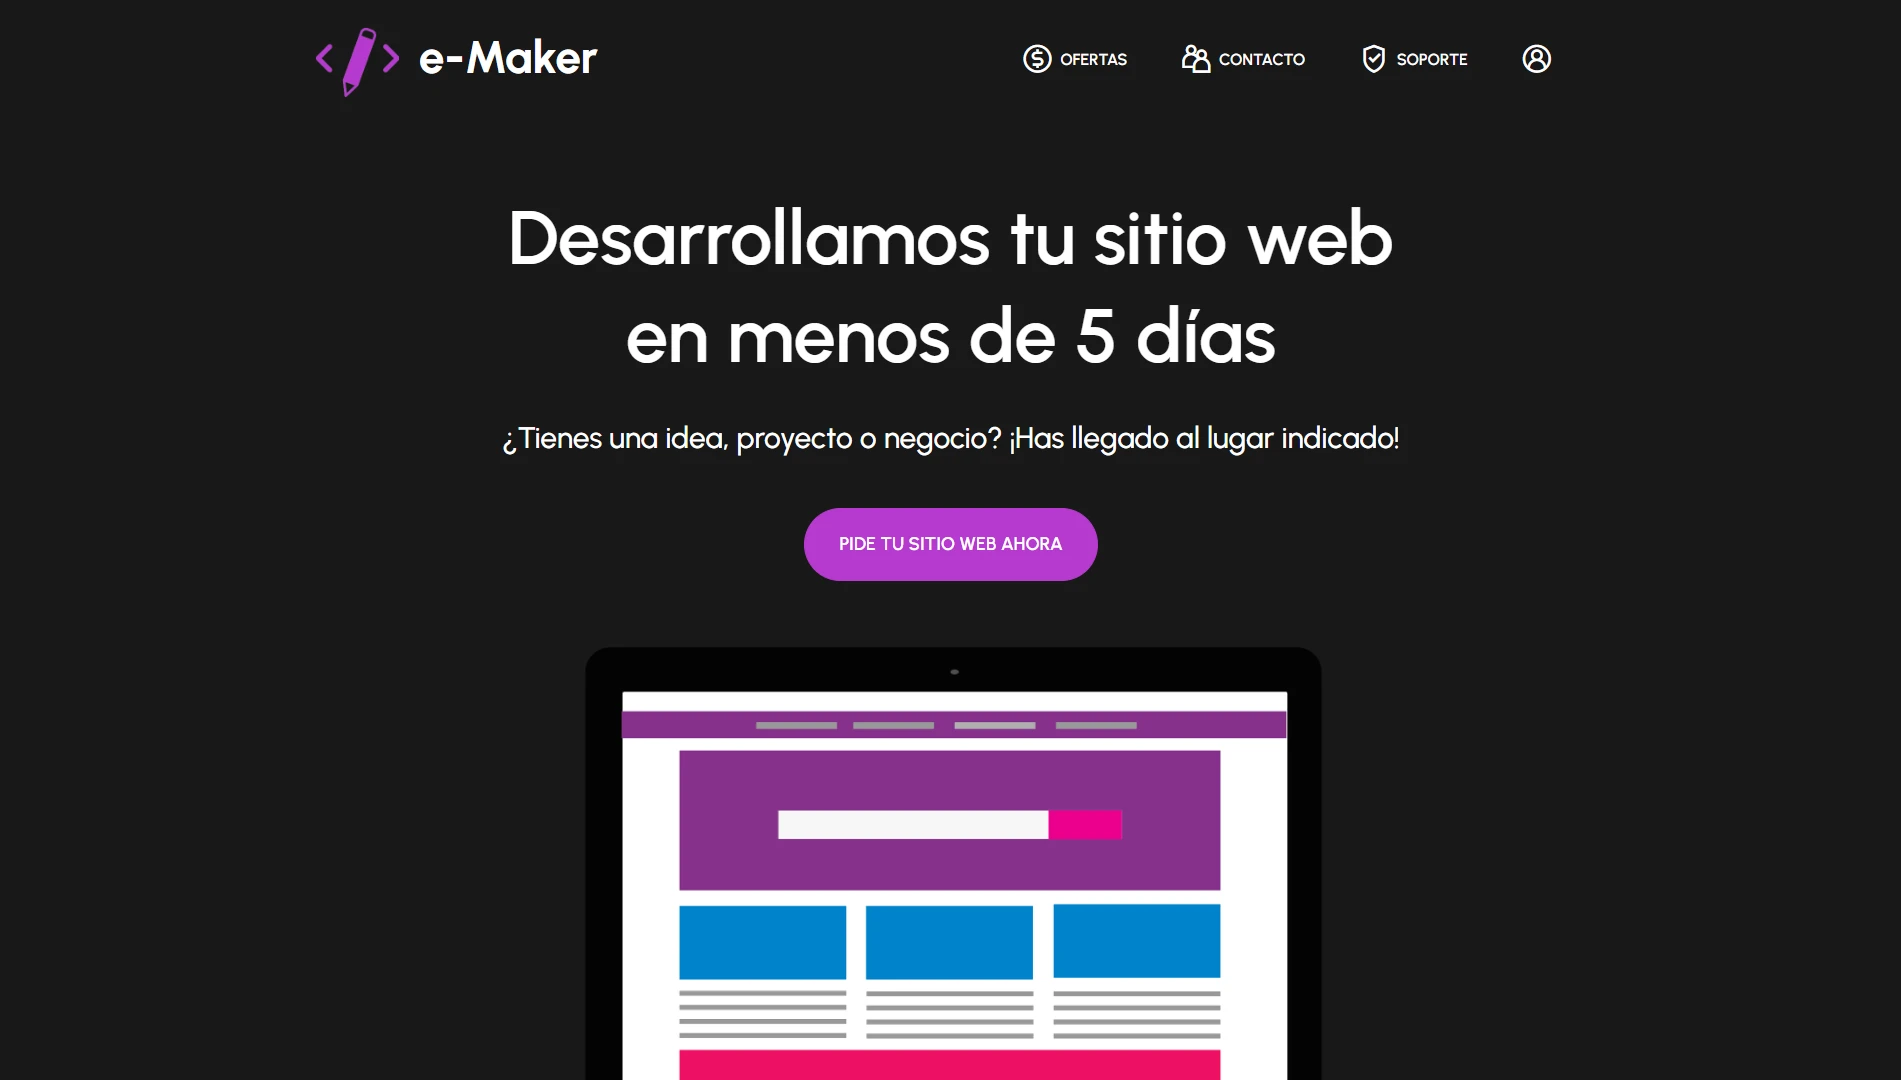 e-Maker
OFERTAS
CONTACTO
SOPORTE
Desarrollamos tu sitio web
en menos de 5 días
¿Tienes una idea, proyecto o negocio? ¡Has llegado al lugar indicado!
PIDE TU SITIO WEB AHORA